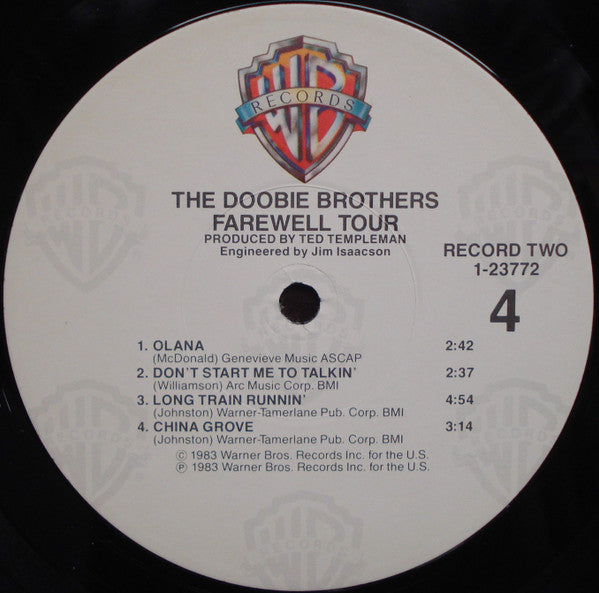 WB
RECORDS
THE DOOBIE BROTHERS
FAREWELL TOUR
PRODUCED BY TED TEMPLEMAN
Engineered by Jim Isaacson
RECORD TWO
1-23772
4
1. OLANA 2:42
(McDonald) Genevieve Music ASCAP
2. DON'T START ME TO TALKIN' 2:37
(Williamson) Arc Music Corp. BMI
3. LONG TRAIN RUNNIN' 4:54
(Johnston) Warner-Tamerlane Pub. Corp. BMI
4. CHINA GROVE 3:14
(Johnston) Warner-Tamerlane Pub. Corp. BMI
© 1983 Warner Bros. Records Inc. for the U.S.
℗ 1983 Warner Bros. Records Inc. for the U.S.